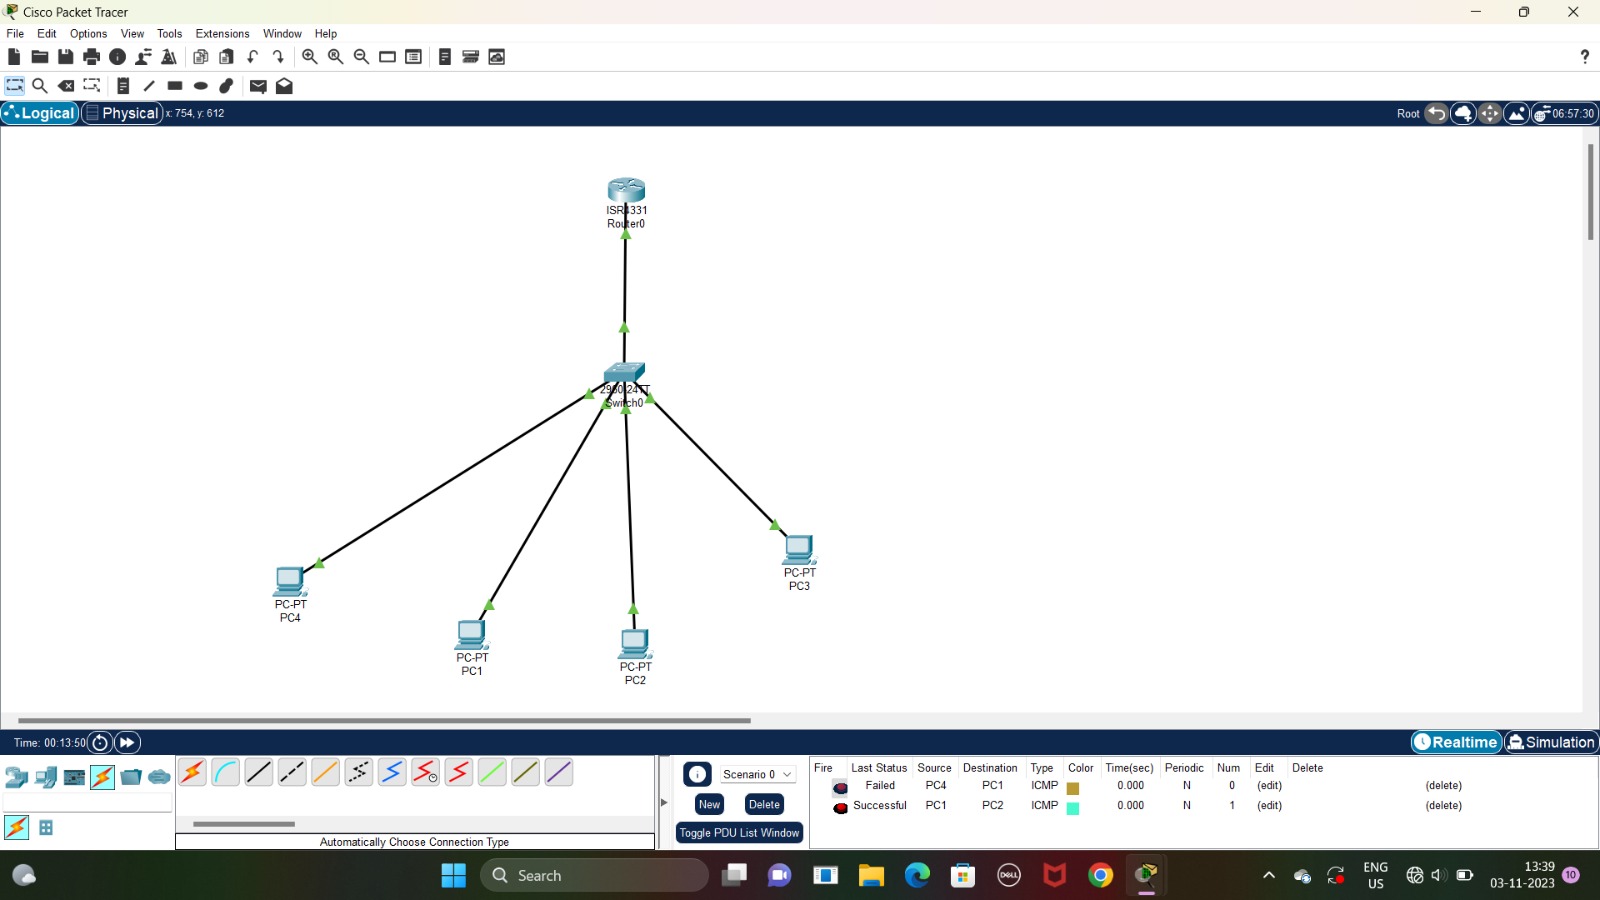 Cisco Packet Tracer
File Edit Options View Tools Extensions Window Help
?
Logical Physical x: 754, y: 612 Root 06:57:30
ISR4331
Router0
2960-24TT
Switch0
PC-PT
PC3
PC-PT
PC4
PC-PT
PC1
PC-PT
PC2
Time: 00:13:50 Realtime Simulation
Scenario 0
New Delete
Toggle PDU List Window
Fire Last Status Source Destination Type Color Time(sec) Periodic Num Edit Delete
Failed PC4 PC1 ICMP 0.000 N 0 (edit) (delete)
Successful PC1 PC2 ICMP 0.000 N 1 (edit) (delete)
Automatically Choose Connection Type
Search
DELL
ENG
US
13:39
03-11-2023
10